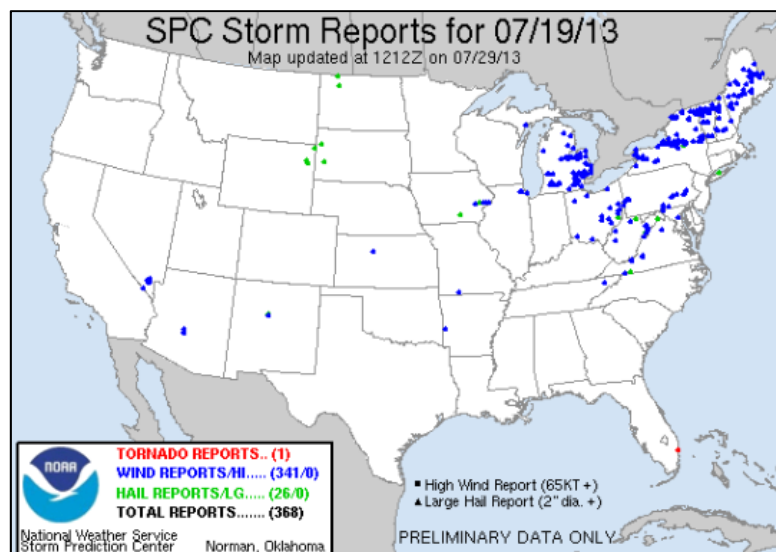 SPC Storm Reports for 07/19/13
Map updated at 1212Z on 07/29/13
NOAA
TORNADO REPORTS.. (1)
WIND REPORTS/HI..... (341/0)
HAIL REPORTS/LG..... (26/0)
TOTAL REPORTS....... (368)
National Weather Service
Storm Prediction Center Norman, Oklahoma
High Wind Report (65KT +)
Large Hail Report (2" dia. +)
PRELIMINARY DATA ONLY